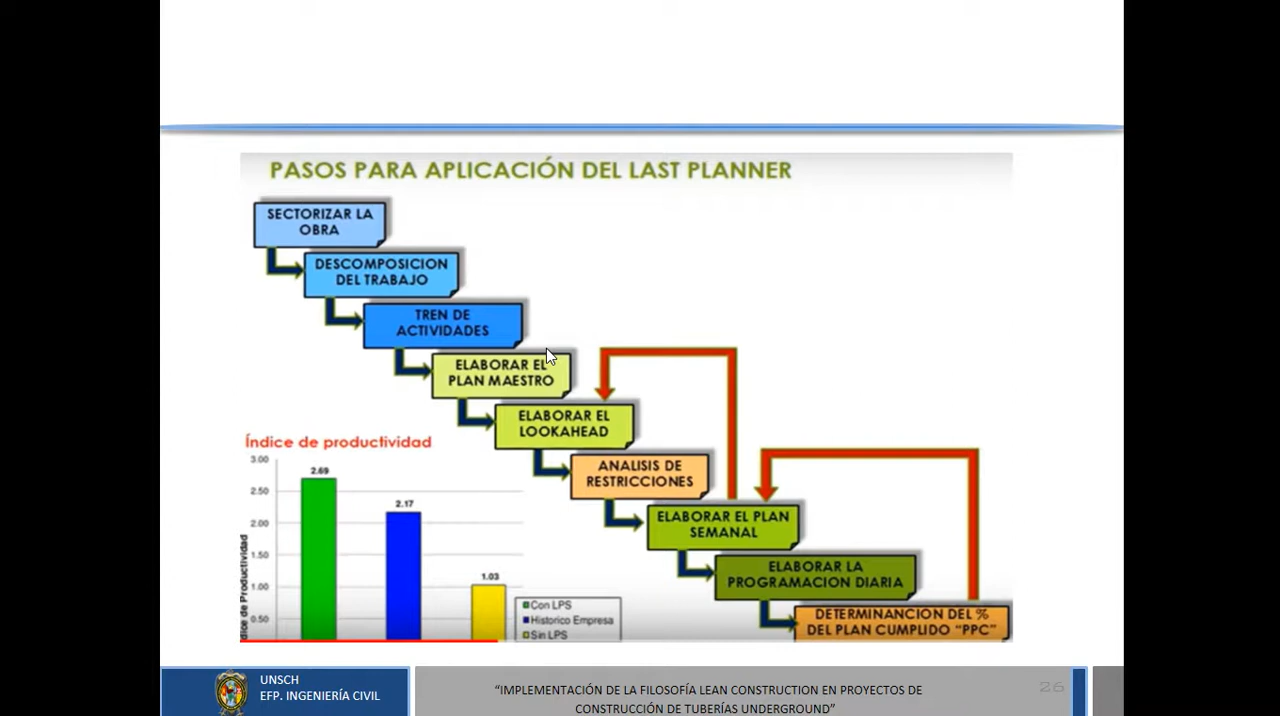 PASOS PARA APLICACIÓN DEL LAST PLANNER
SECTORIZAR LA
OBRA
DESCOMPOSICION
DEL TRABAJO
TREN DE
ACTIVIDADES
ELABORAR EL
PLAN MAESTRO
ELABORAR EL
LOOKAHEAD
ANALISIS DE
RESTRICCIONES
ELABORAR EL PLAN
SEMANAL
ELABORAR LA
PROGRAMACION DIARIA
DETERMINANCION DEL %
DEL PLAN CUMPLIDO “PPC”
Índice de productividad
3.00
2.50
2.00
1.50
1.00
0.50
dice de Productividad
2.69
2.17
1.03
Con LPS
Historico Empresa
Sin LPS
UNSCH
EFP. INGENIERÍA CIVIL
“IMPLEMENTACIÓN DE LA FILOSOFÍA LEAN CONSTRUCTION EN PROYECTOS DE
CONSTRUCCIÓN DE TUBERÍAS UNDERGROUND”
26